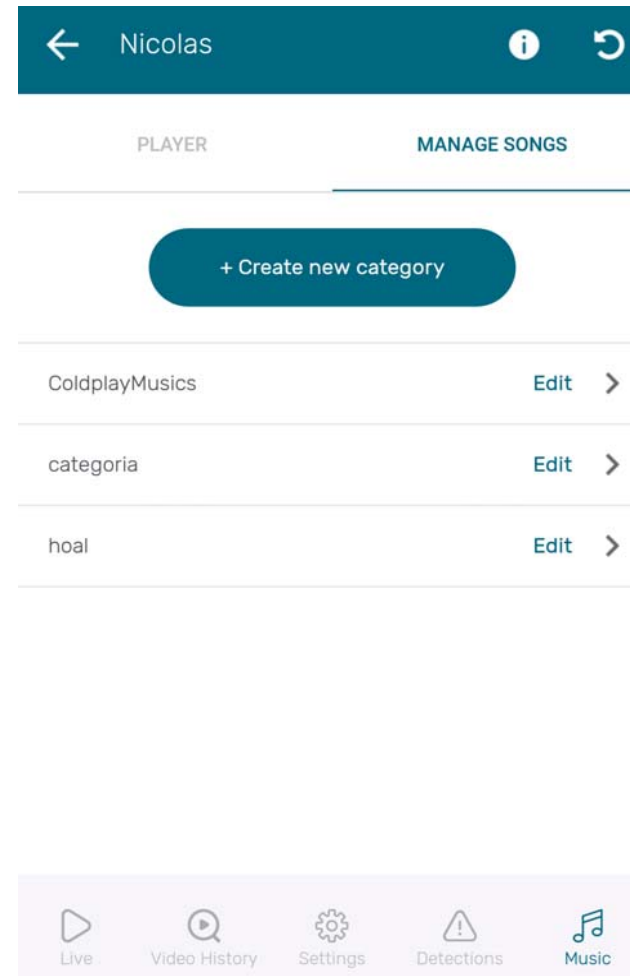 Nicolas
PLAYER MANAGE SONGS
+ Create new category
ColdplayMusics Edit
categoria Edit
hoal Edit
Live Video History Settings Detections Music